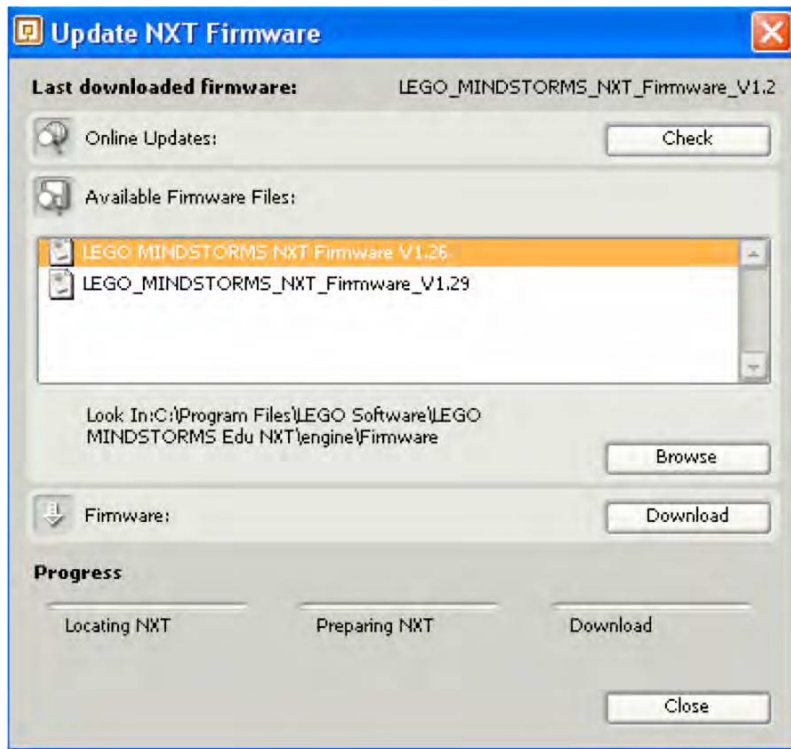 Update NXT Firmware
Last downloaded firmware: LEGO_MINDSTORMS_NXT_Firmware_V1.2
Online Updates: Check
Available Firmware Files:
LEGO MINDSTORMS NXT Firmware V1.26
LEGO_MINDSTORMS_NXT_Firmware_V1.29
Look In:C:\Program Files\LEGO Software\LEGO
MINDSTORMS Edu NXT\engine\Firmware
Browse
Firmware: Download
Progress
Locating NXT Preparing NXT Download
Close